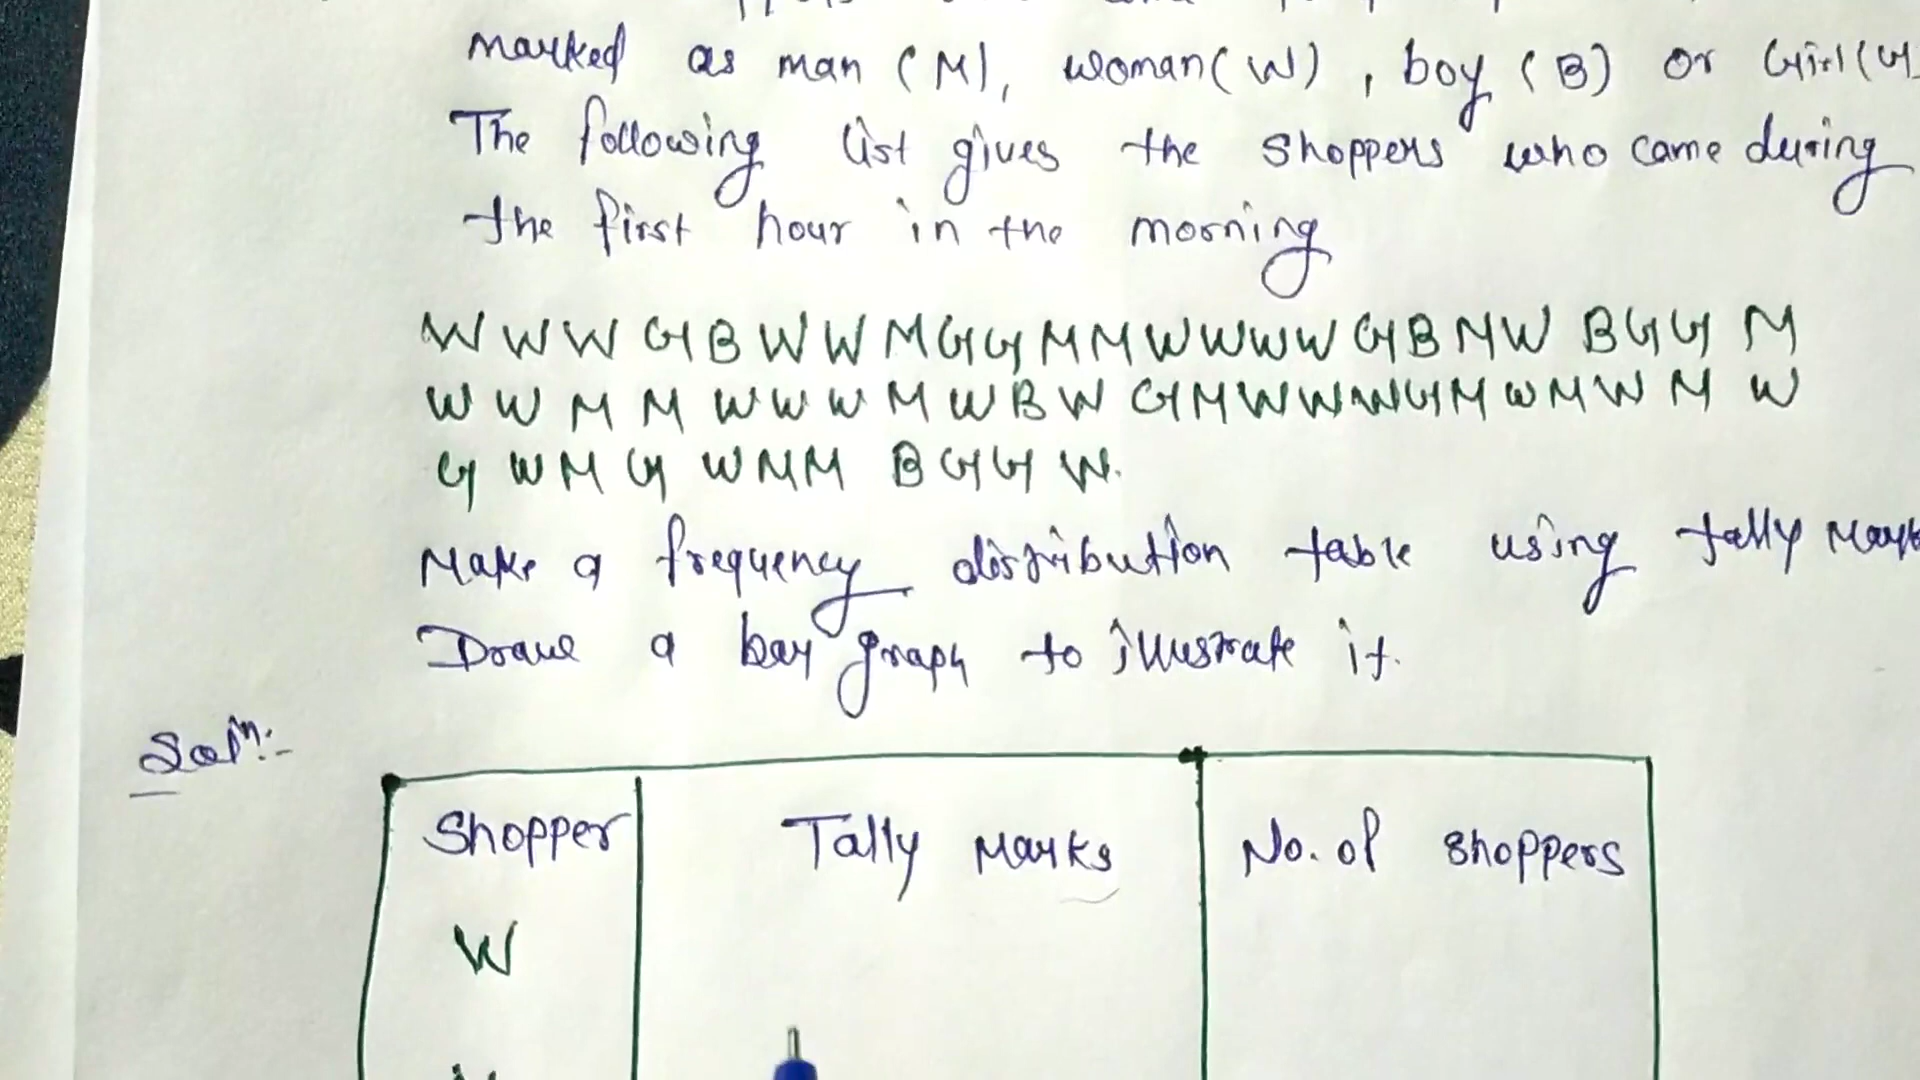 marked as man (M), woman (W), boy (B) or Girl (G)
The following list gives the shoppers who came during
the first hour in the morning
W W W G B W W M G G M M W W W W G B M W B G G M
W W M M W W W M W B W G M W W W W G M W M W M W
G W M G W M M B G G W.
Make a frequency distribution table using tally Mark
Draw a bar graph to illustrate it.
Solⁿ:-
Shopper Tally Marks No. of shoppers
W